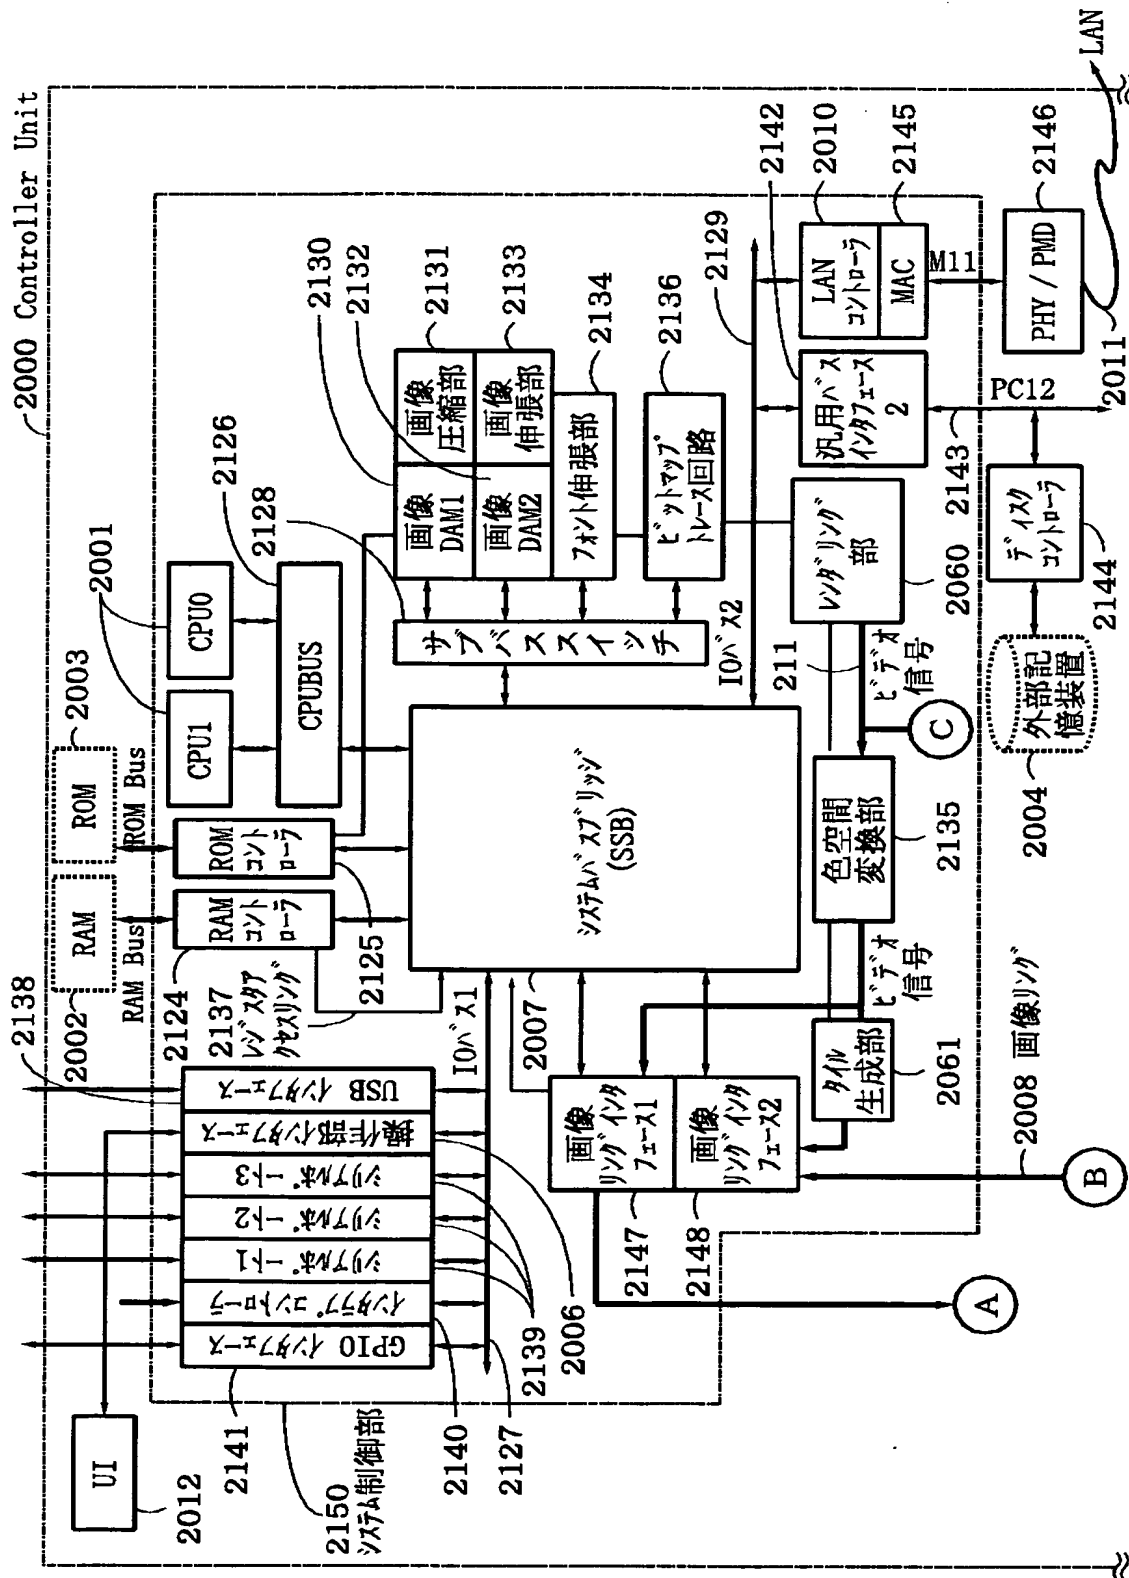 2000 Controller Unit
LAN
2138
2002
RAM
RAM Bus
2003
ROM
ROM Bus
2001
CPU1
CPU0
2126
CPUBUS
2128
2130
2132
2131
2133
2134
2136
2129
2142
2010
2145
2146
UI
2012
2141
GPIO インタフェース
インタラプトコントローラ
シリアルポート1
シリアルポート2
シリアルポート3
操作部インタフェース
USB インタフェース
2124
RAM
コントローラ
ROM
コントローラ
2125
2137
レジスタア
クセスリング
画像
DAM1
画像
圧縮部
画像
DAM2
画像
伸張部
フォント伸張部
ビットマップ
トレース回路
サブバススイッチ
IOバス1
IOバス2
2150
システム制御部
2140
2127
2139
2006
2007
システムバスブリッジ
(SSB)
LAN
コントローラ
MAC
M11
PHY/PMD
汎用バス
インタフェース
2
PC12
2011
2143
画像
リングインタ
フェース1
画像
リングインタ
フェース2
2147
2148
レンダリング
部
2060
211
ビデオ
信号
C
色空間
変換部
2135
ビデオ
信号
タイル
生成部
2061
2008 画像リング
A
B
ディスク
コントローラ
2144
外部記
憶装置
2004